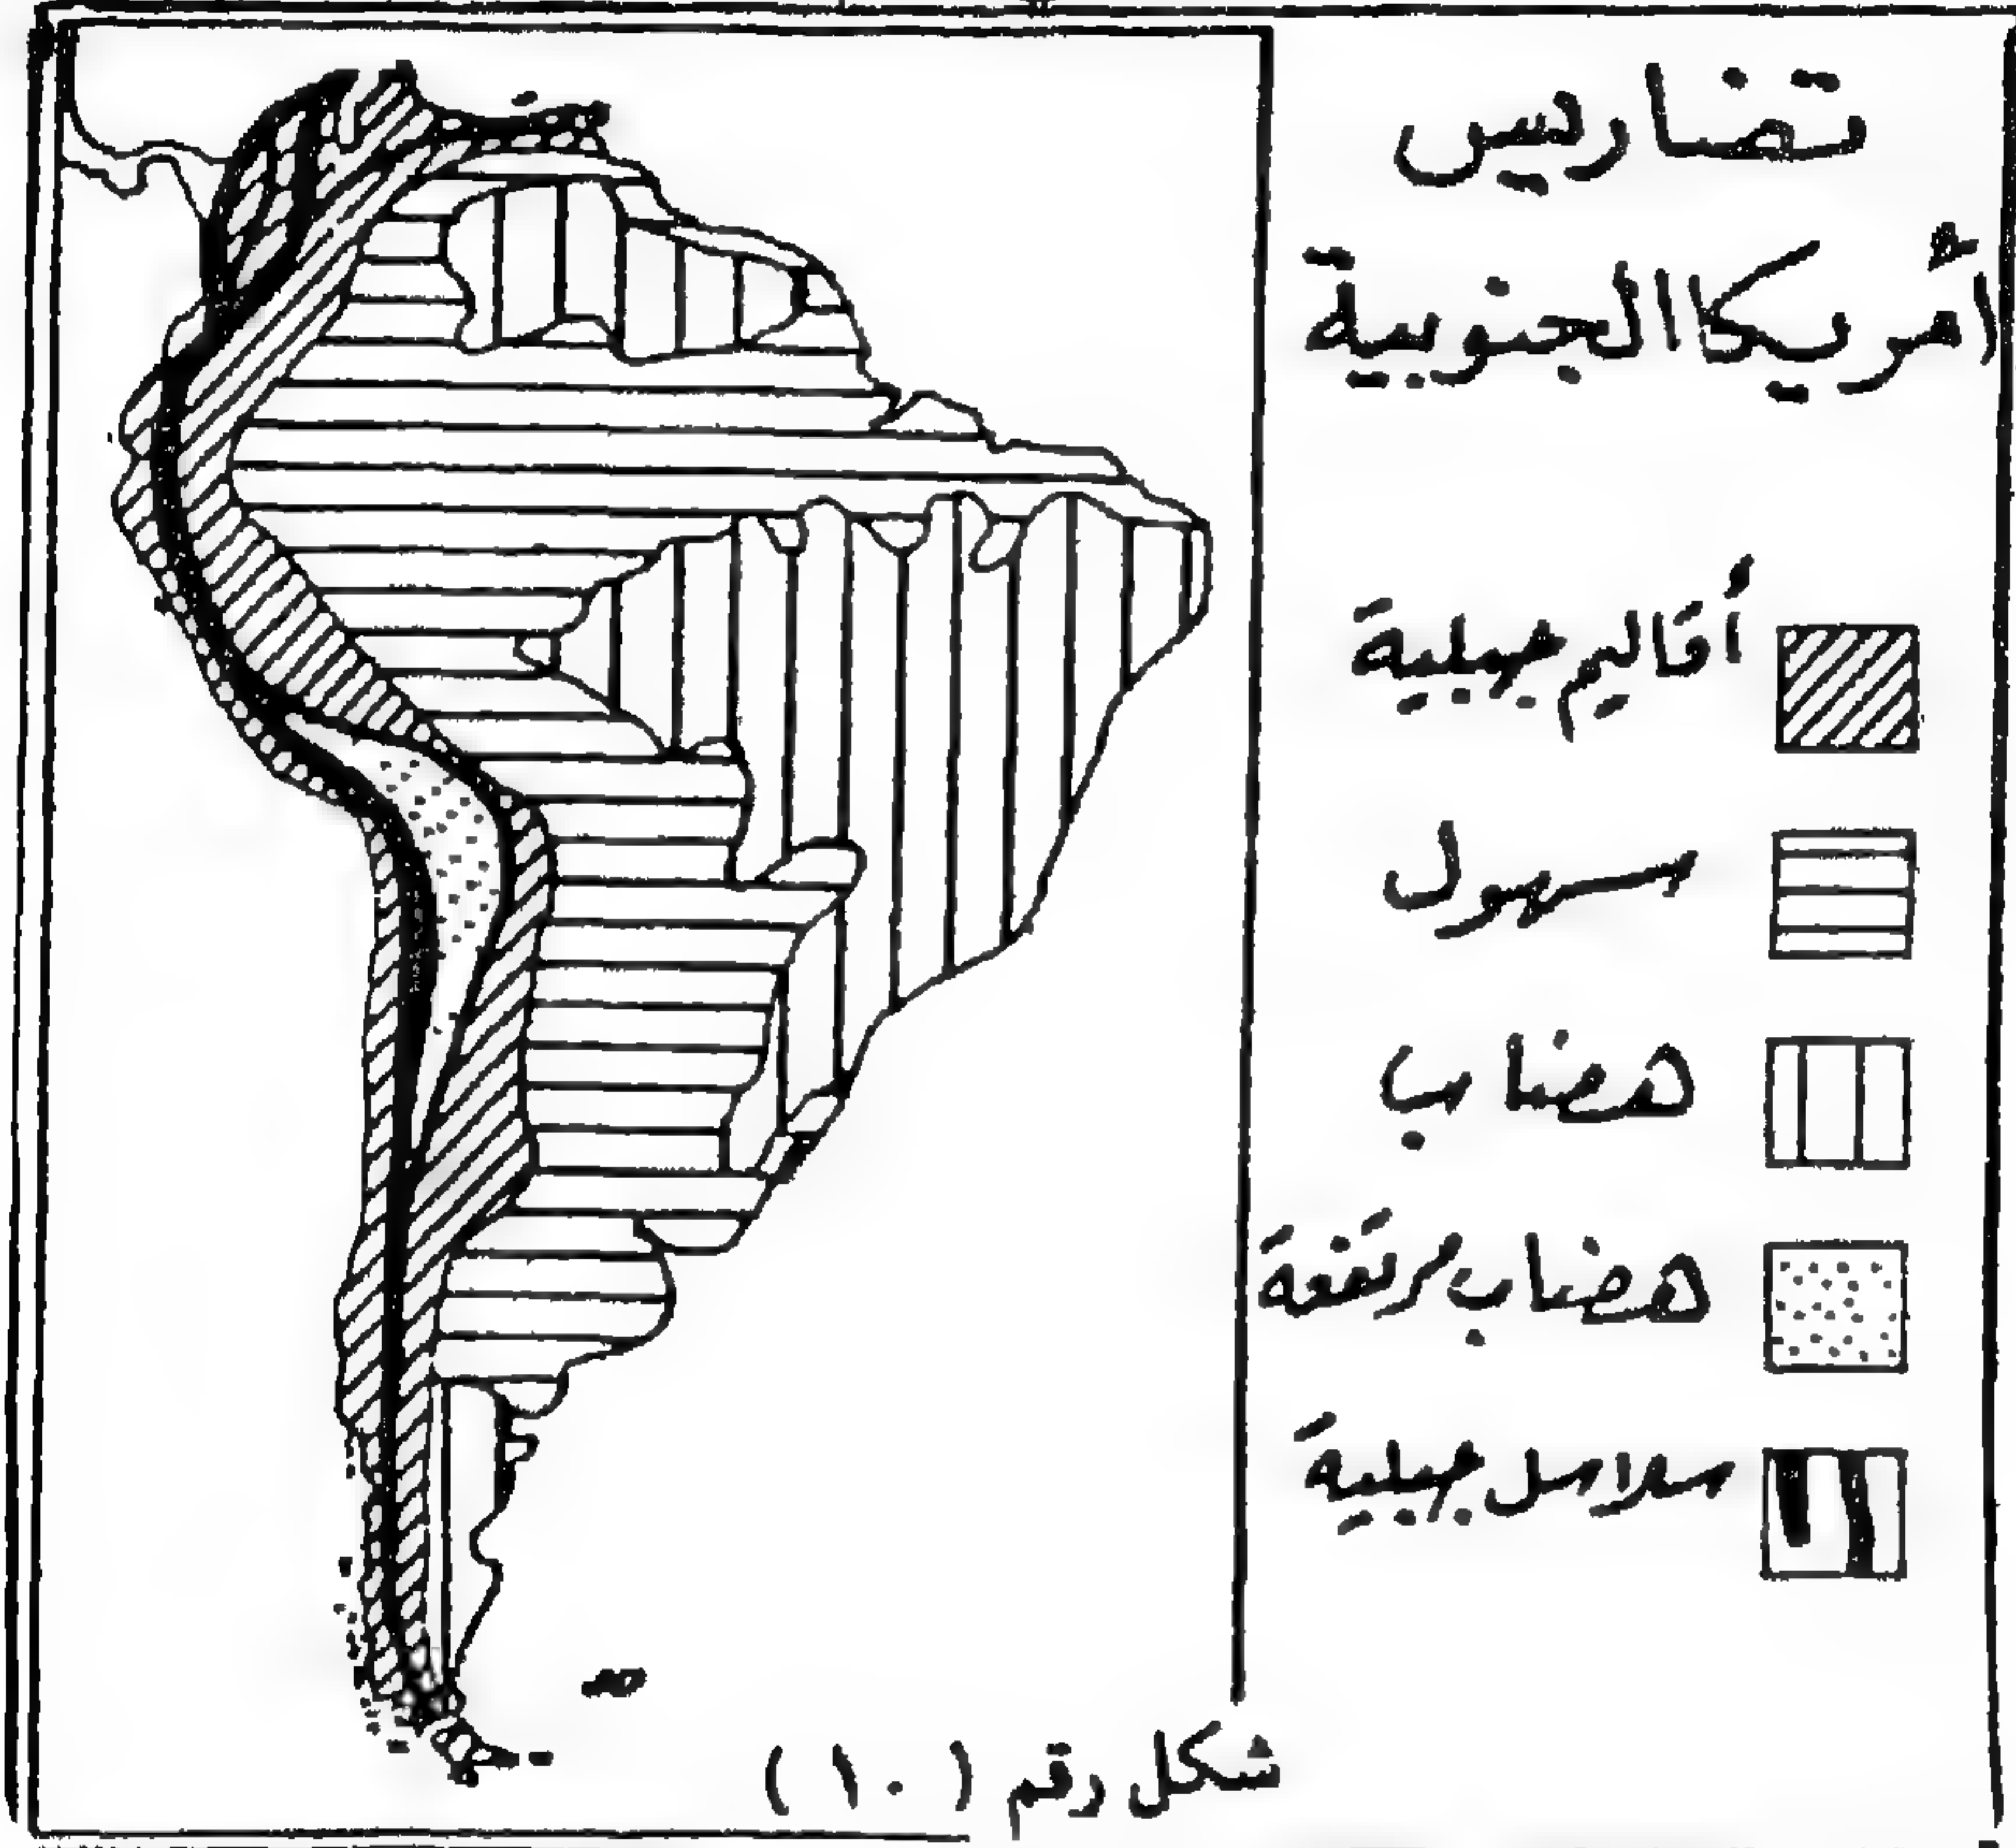 تضاريس
أمريكا الجنوبية
أقاليم جبلية
سهول
هضاب
هضاب مرتفعة
سلاسل جبلية
شكل رقم (١٠)